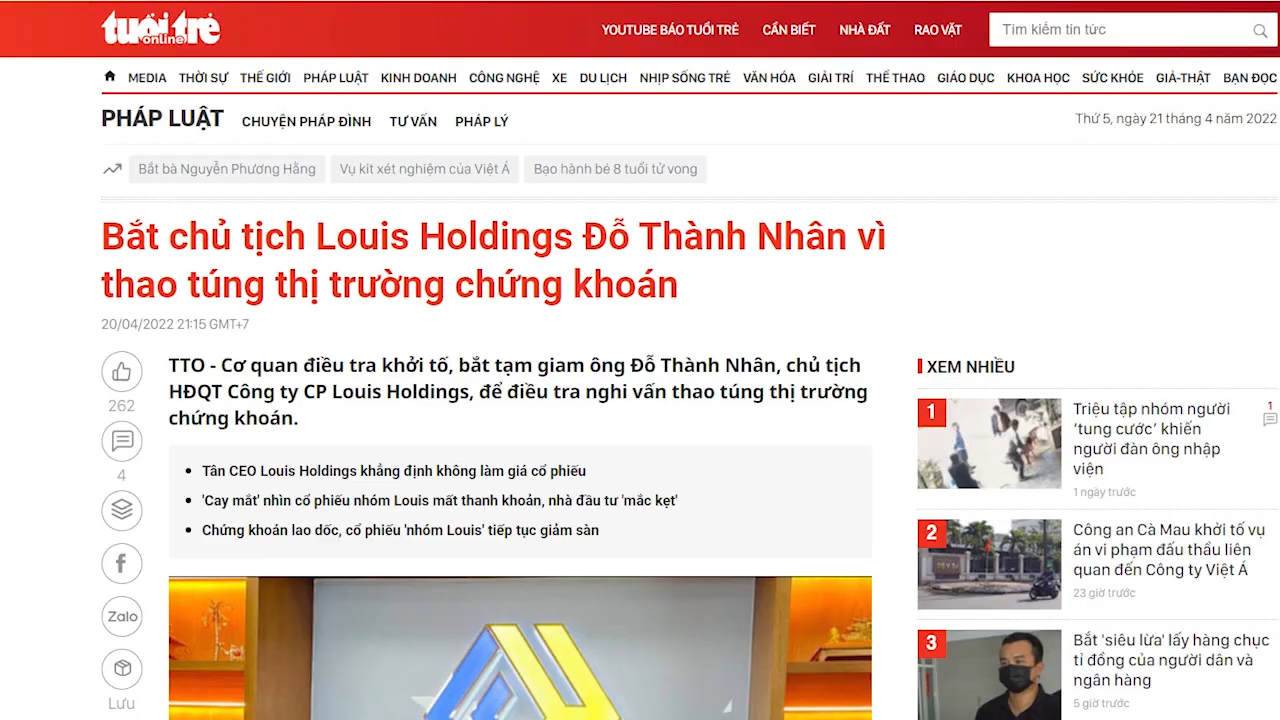 tuổi trẻ
online
YOUTUBE BÁO TUỔI TRẺ CẦN BIẾT NHÀ ĐẤT RAO VẶT Tìm kiếm tin tức
MEDIA THỜI SỰ THẾ GIỚI PHÁP LUẬT KINH DOANH CÔNG NGHỆ XE DU LỊCH NHỊP SỐNG TRẺ VĂN HÓA GIẢI TRÍ THỂ THAO GIÁO DỤC KHOA HỌC SỨC KHỎE GIẢ-THẬT BẠN ĐỌC
PHÁP LUẬT CHUYỆN PHÁP ĐÌNH TƯ VẤN PHÁP LÝ Thứ 5, ngày 21 tháng 4 năm 2022
Bắt bà Nguyễn Phương Hằng Vụ kit xét nghiệm của Việt Á Bạo hành bé 8 tuổi tử vong
Bắt chủ tịch Louis Holdings Đỗ Thành Nhân vì
thao túng thị trường chứng khoán
20/04/2022 21:15 GMT+7
262
4
Zalo
Lưu
TTO - Cơ quan điều tra khởi tố, bắt tạm giam ông Đỗ Thành Nhân, chủ tịch
HĐQT Công ty CP Louis Holdings, để điều tra nghi vấn thao túng thị trường
chứng khoán.
Tân CEO Louis Holdings khẳng định không làm giá cổ phiếu
'Cay mắt' nhìn cổ phiếu nhóm Louis mất thanh khoản, nhà đầu tư 'mắc kẹt'
Chứng khoán lao dốc, cổ phiếu 'nhóm Louis' tiếp tục giảm sàn
XEM NHIỀU
1
Triệu tập nhóm người
‘tung cước’ khiến
người đàn ông nhập
viện
1
1 ngày trước
2
Công an Cà Mau khởi tố vụ
án vi phạm đấu thầu liên
quan đến Công ty Việt Á
23 giờ trước
3
Bắt 'siêu lừa' lấy hàng chục
tỉ đồng của người dân và
ngân hàng
5 giờ trước